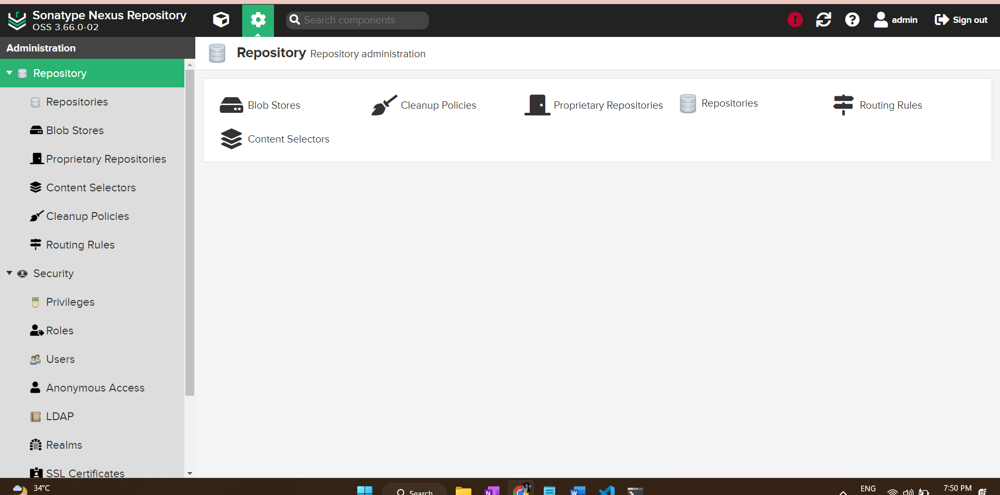 Sonatype Nexus Repository
OSS 3.66.0-02
Search components
admin
Sign out
Administration
Repository
Repositories
Blob Stores
Proprietary Repositories
Content Selectors
Cleanup Policies
Routing Rules
Security
Privileges
Roles
Users
Anonymous Access
LDAP
Realms
SSL Certificates
Repository Repository administration
Blob Stores
Cleanup Policies
Proprietary Repositories
Repositories
Routing Rules
Content Selectors
34°C
Search
ENG
7:50 PM